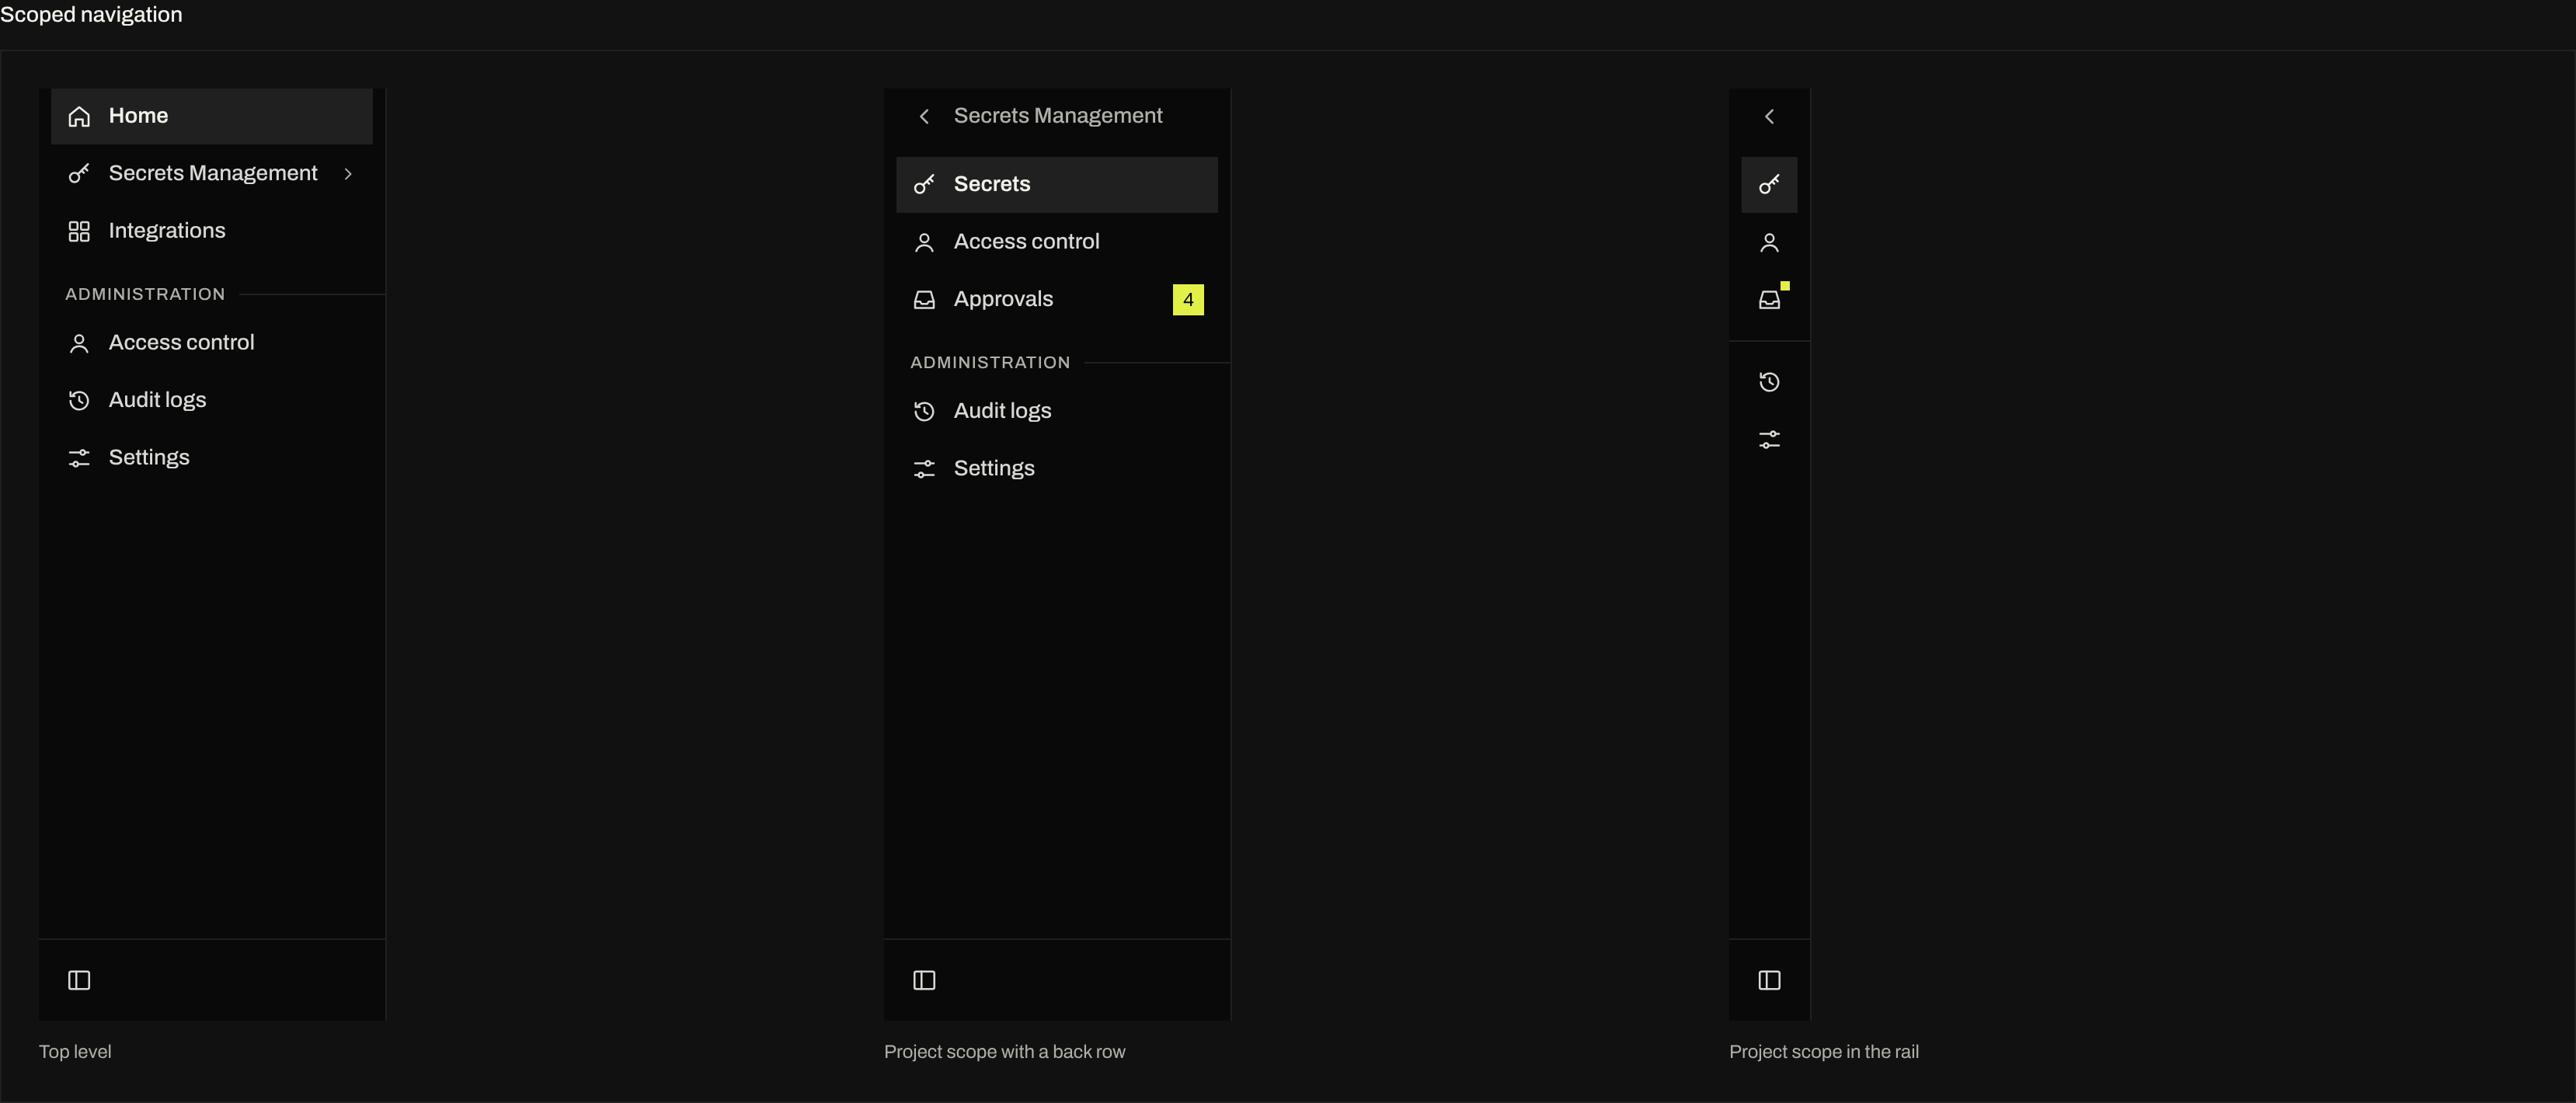 Scoped navigation
Home
Secrets Management
Integrations
ADMINISTRATION
Access control
Audit logs
Settings
Top level
Secrets Management
Secrets
Access control
Approvals 4
ADMINISTRATION
Audit logs
Settings
Project scope with a back row
Project scope in the rail